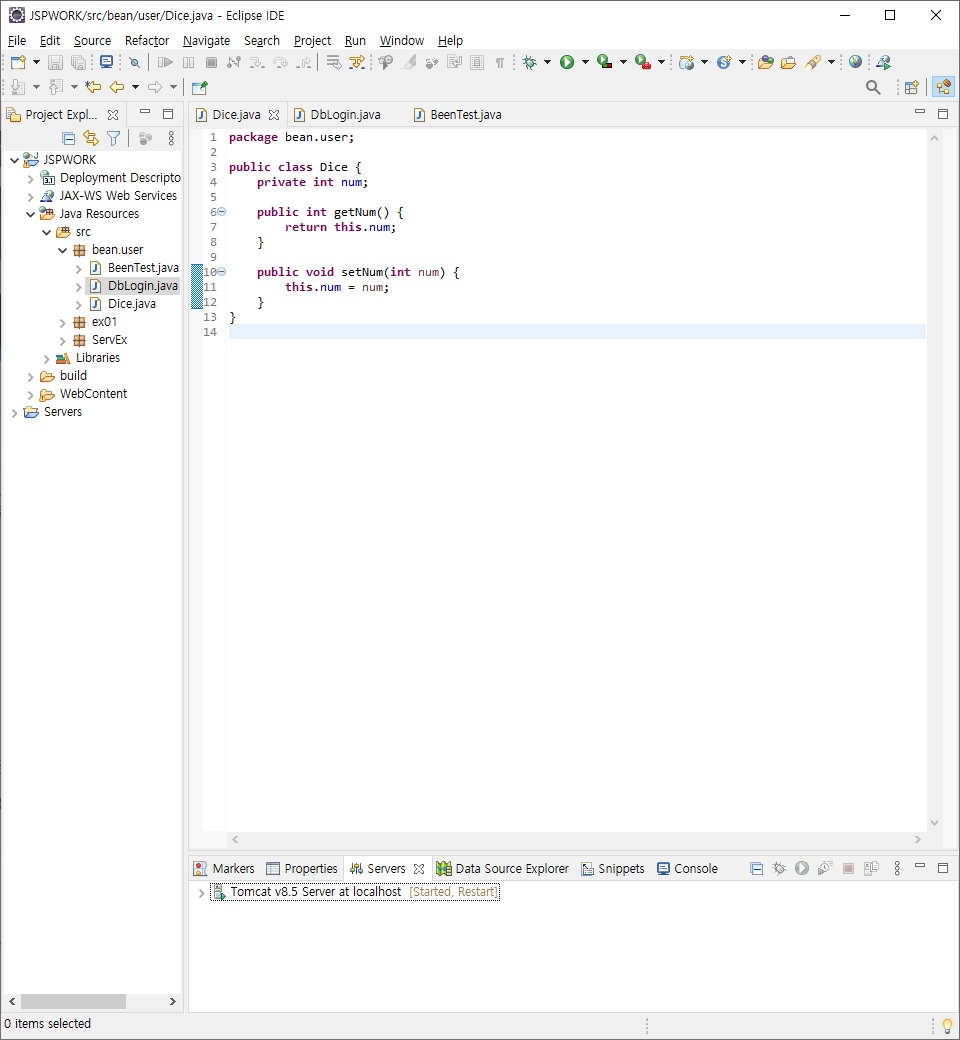 JSPWORK/src/bean/user/Dice.java - Eclipse IDE
File Edit Source Refactor Navigate Search Project Run Window Help
Project Expl...
JSPWORK
Deployment Descripto
JAX-WS Web Services
Java Resources
src
bean.user
BeenTest.java
DbLogin.java
Dice.java
ex01
ServEx
Libraries
build
WebContent
Servers
Dice.java DbLogin.java BeenTest.java
1 package bean.user;
2
3 public class Dice {
4 private int num;
5
6 public int getNum() {
7 return this.num;
8 }
9
10 public void setNum(int num) {
11 this.num = num;
12 }
13 }
14
Markers Properties Servers Data Source Explorer Snippets Console
Tomcat v8.5 Server at localhost [Started, Restart]
0 items selected